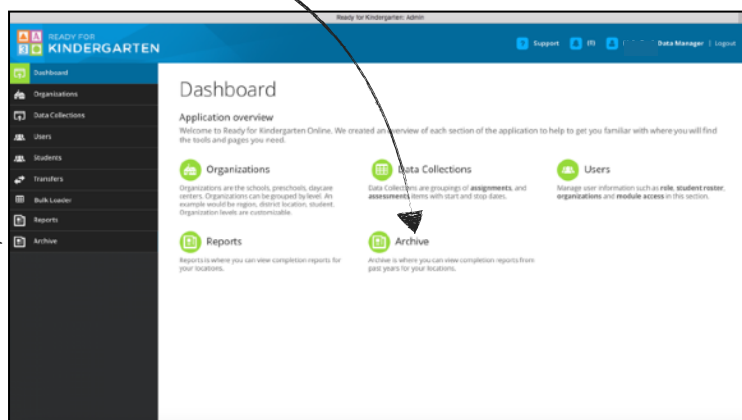 Ready for Kindergarten: Admin
READY FOR
KINDERGARTEN
Support
(0)
Data Manager | Logout
Dashboard
Organizations
Data Collections
Users
Students
Transfers
Bulk Loader
Reports
Archive
Dashboard
Application overview
Welcome to Ready for Kindergarten Online. We created an overview of each section of the application to help to get you familiar with where you will find
the tools and pages you need.
Organizations
Organizations are the schools, preschools, daycare
centers. Organizations can be grouped by level. An
example would be region, district location, student.
Organization levels are customizable.
Data Collections
Data Collections are groupings of assignments, and
assessments items with start and stop dates.
Users
Manage user information such as role, student roster,
organizations and module access in this section.
Reports
Reports is where you can view completion reports for
your locations.
Archive
Archive is where you can view completion reports from
past years for your locations.